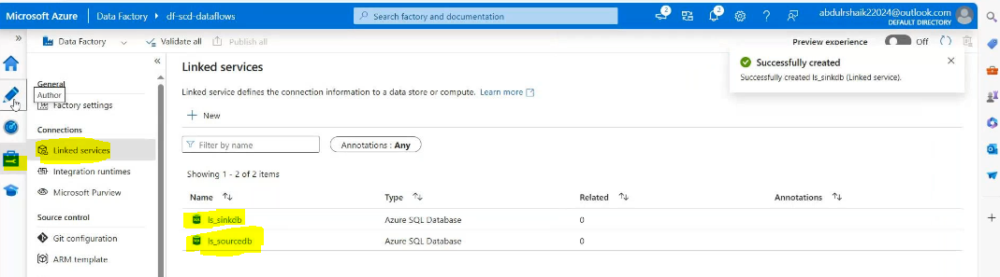 Microsoft Azure | Data Factory > df-scd-dataflows
Search factory and documentation
2
2
abdulrshaik22024@outlook.com
DEFAULT DIRECTORY
Data Factory
Validate all
Publish all
Preview experience
Off
Successfully created
Successfully created ls_sinkdb (Linked service).
General
Author
Factory settings
Connections
Linked services
Integration runtimes
Microsoft Purview
Source control
Git configuration
ARM template
Linked services
Linked service defines the connection information to a data store or compute. Learn more
New
Filter by name
Annotations : Any
Showing 1 - 2 of 2 items
Name Type Related Annotations
ls_sinkdb Azure SQL Database 0
ls_sourcedb Azure SQL Database 0